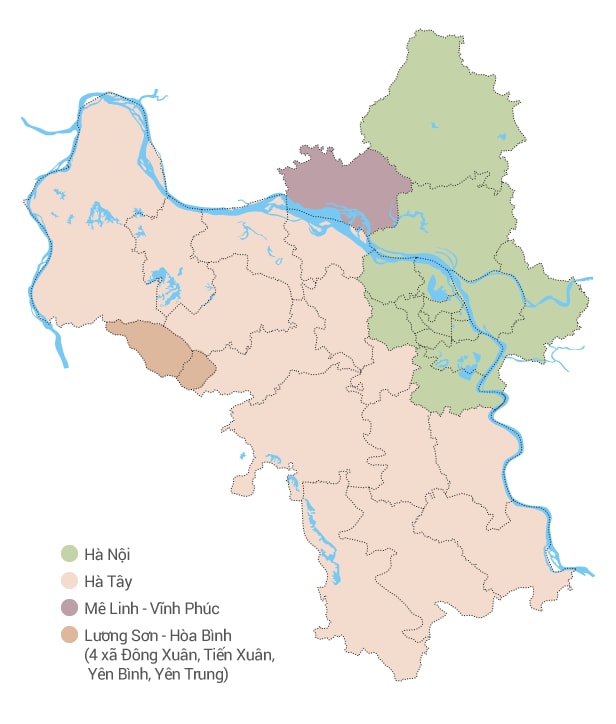 Hà Nội
Hà Tây
Mê Linh - Vĩnh Phúc
Lương Sơn - Hòa Bình
(4 xã Đông Xuân, Tiến Xuân,
Yên Bình, Yên Trung)